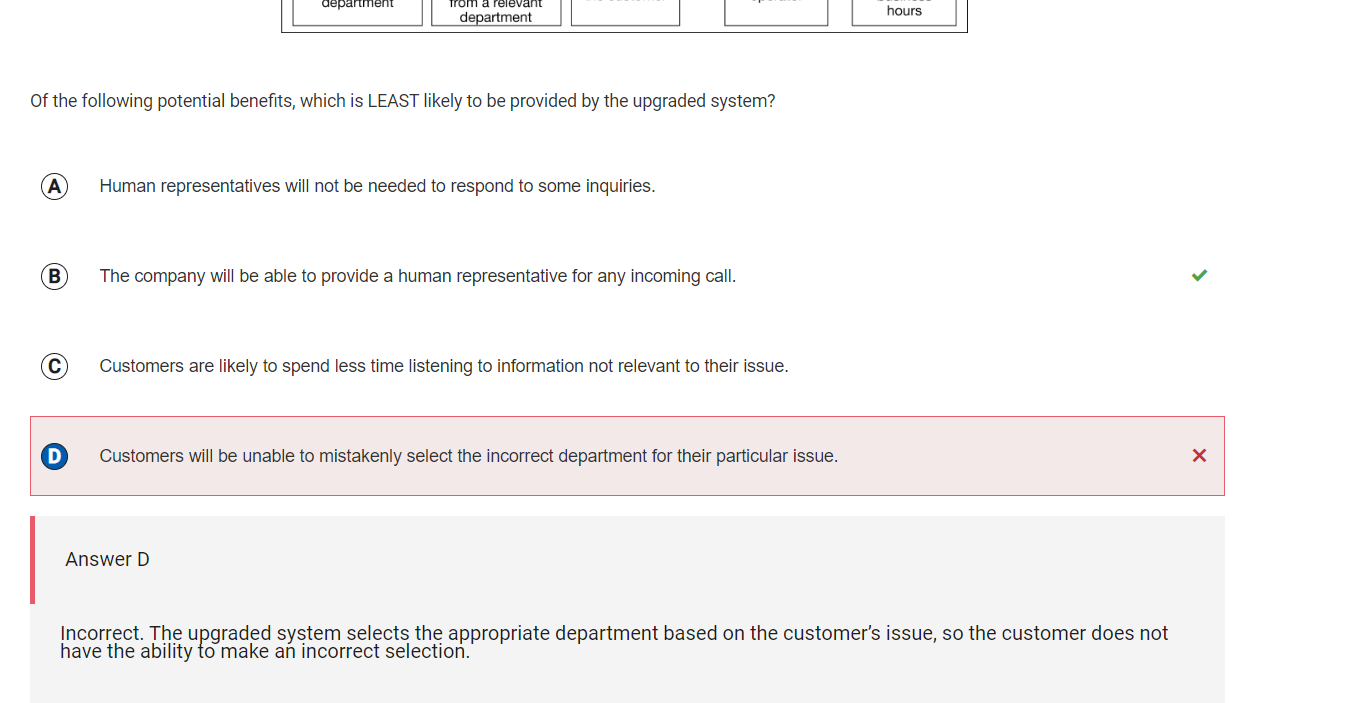 department
from a relevant
department
hours
Of the following potential benefits, which is LEAST likely to be provided by the upgraded system?
A
Human representatives will not be needed to respond to some inquiries.
B
The company will be able to provide a human representative for any incoming call.
C
Customers are likely to spend less time listening to information not relevant to their issue.
D
Customers will be unable to mistakenly select the incorrect department for their particular issue.
Answer D
Incorrect. The upgraded system selects the appropriate department based on the customer's issue, so the customer does not
have the ability to make an incorrect selection.